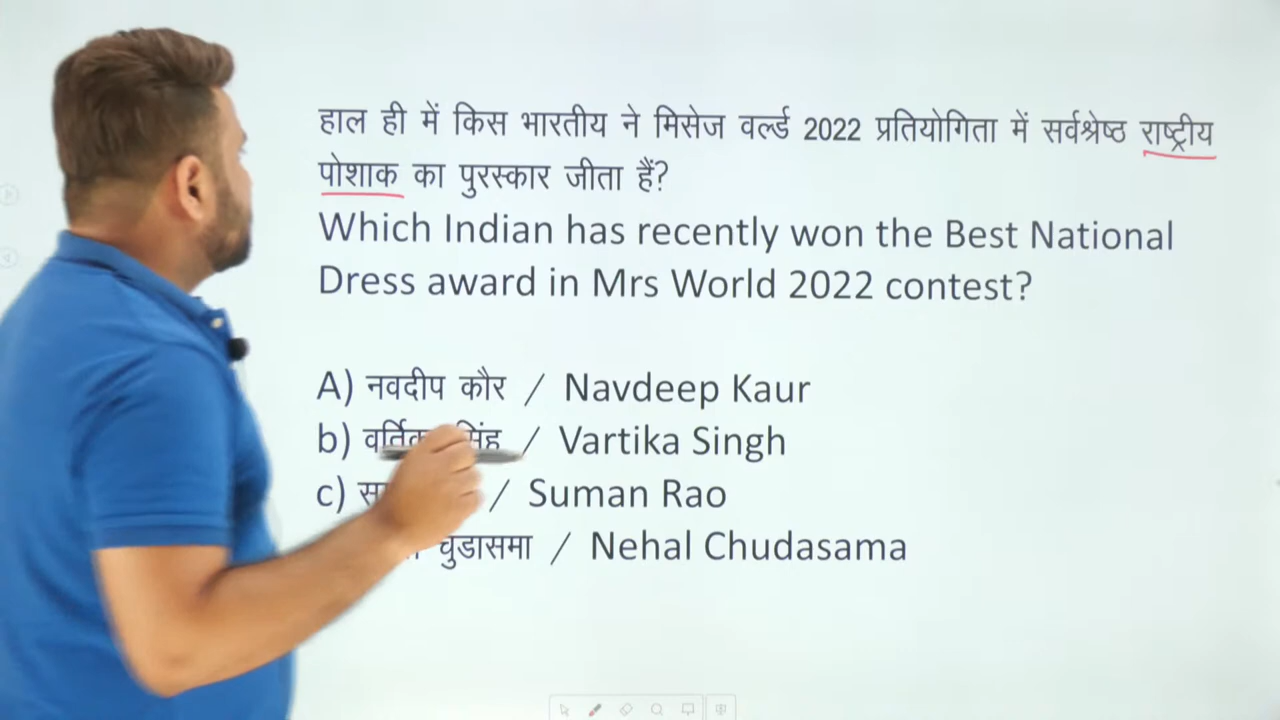 हाल ही में किस भारतीय ने मिसेज वर्ल्ड 2022 प्रतियोगिता में सर्वश्रेष्ठ राष्ट्रीय
पोशाक का पुरस्कार जीता हैं?
Which Indian has recently won the Best National
Dress award in Mrs World 2022 contest?
A) नवदीप कौर / Navdeep Kaur
b) सिंह / Vartika Singh
c) / Suman Rao
चुडासमा / Nehal Chudasama